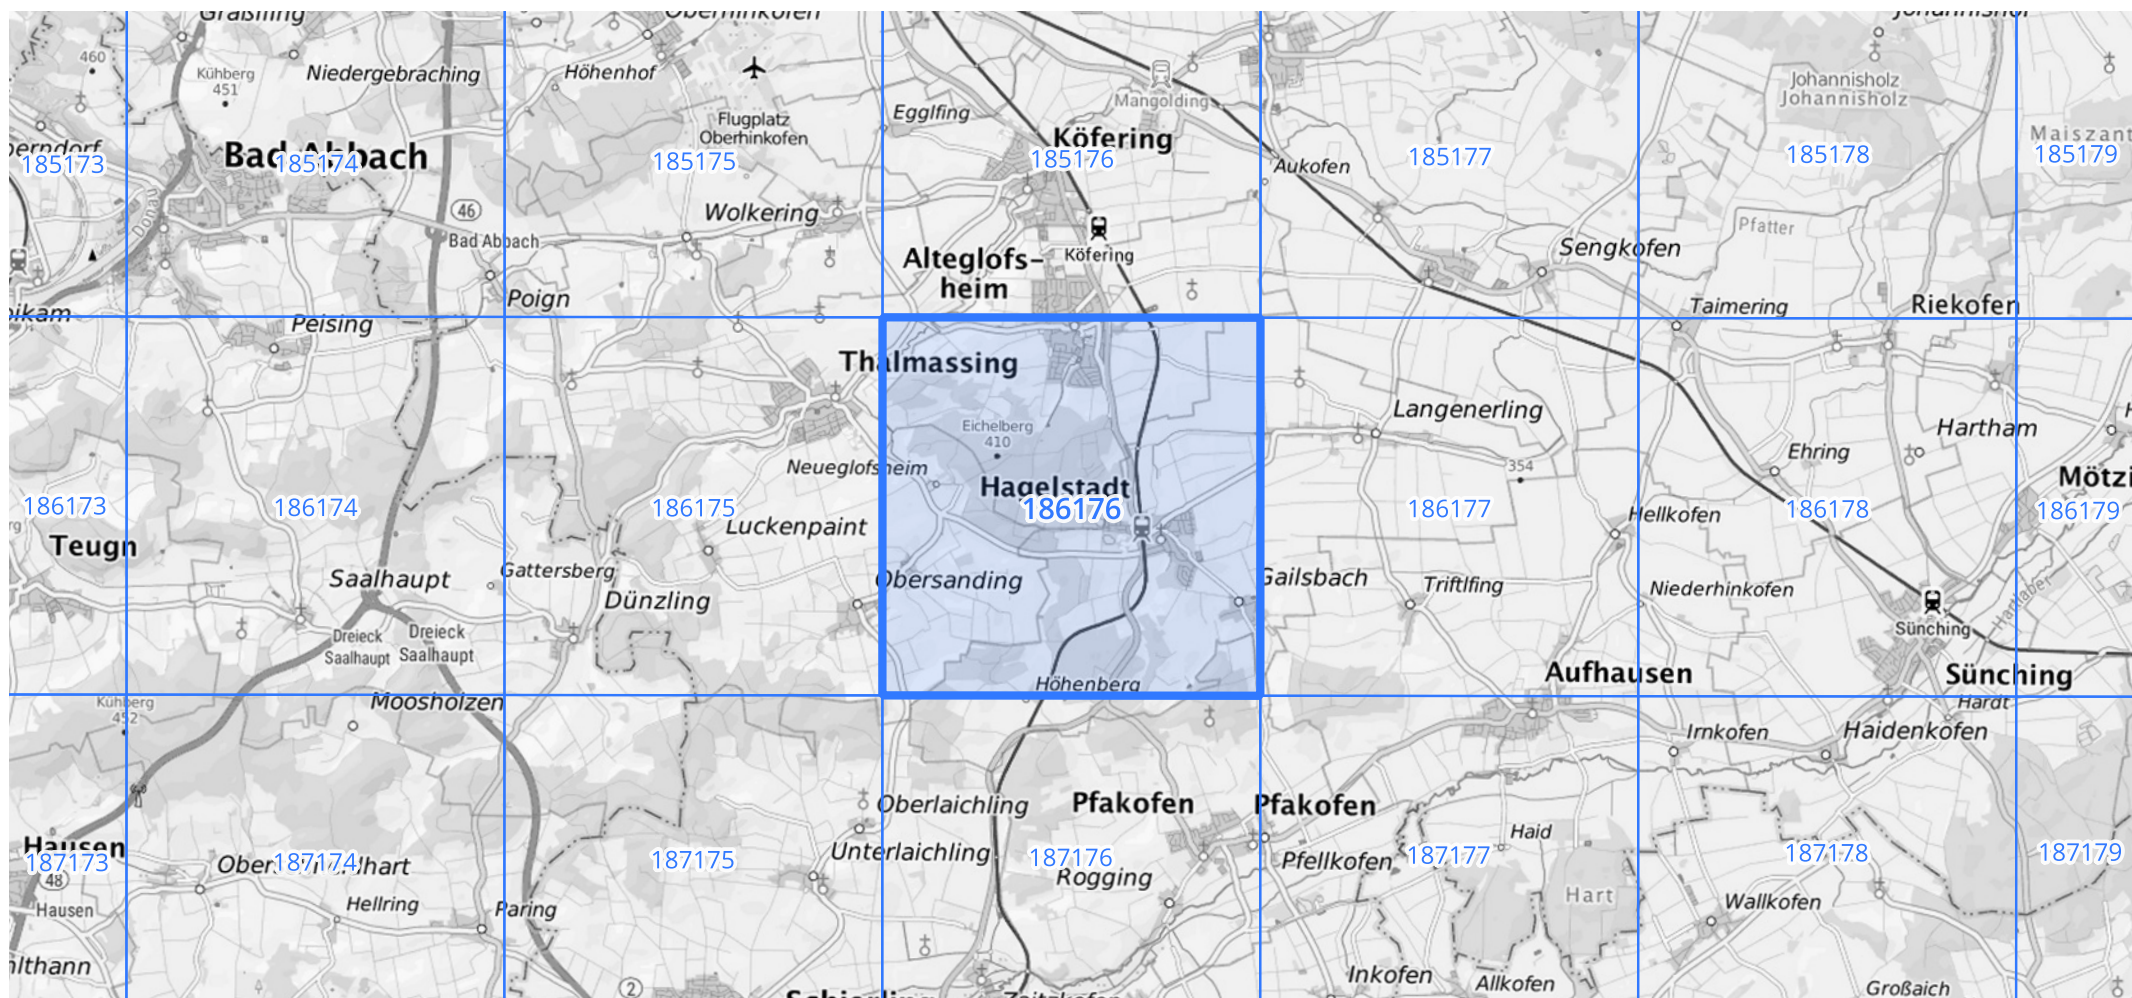 Graßlfing
Oberhinkofen
460
Kühberg
451
Niedergebraching
Höhenhof
Flugplatz
Oberhinkofen
Egglfing
Mangolding
Köfering
Johannisholz
Johannisholz
Bad Abbach
185173
185174
185175
185176
185177
185178
185179
Aukofen
Donau
46
Bad Abbach
Wolkering
Alteglofs-
heim
Köfering
Pfatter
Sengkofen
Poign
Taimering
Riekofen
Peising
Thalmassing
Eichelberg
410
Langenerling
Hartham
Neueglofsheim
354
Ehring
Hagelstadt
186173
186174
186175
186176
186177
186178
186179
Luckenpaint
Hellkofen
Teugn
Saalhaupt
Gattersberg
Dünzling
Obersanding
Gailsbach
Triftlfing
Niederhinkofen
Hartlaber
Dreieck
Saalhaupt
Dreieck
Saalhaupt
Sünching
Aufhausen
Sünching
Höhenberg
Kühberg
452
Moosholzen
Hardt
Irnkofen
Haidenkofen
Oberlaichling
Pfakofen
Pfakofen
Haid
Hausen
187173
187174
187175
Unterlaichling
187176
Rogging
Pfellkofen
187177
187178
187179
48
Hausen
Hellring
Paring
Hart
Wallkofen
Inkofen
Allkofen
Großaich
2